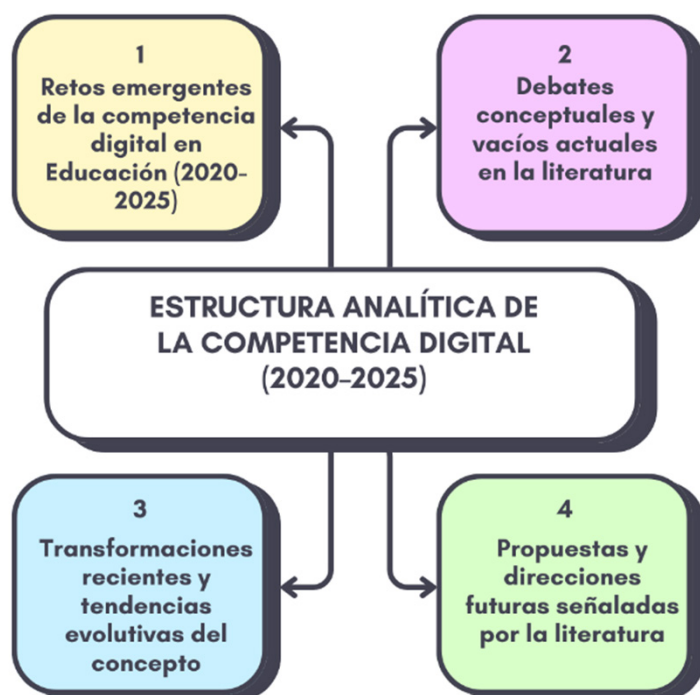 1
Retos emergentes
de la competencia
digital en
Educación (2020-
2025)
2
Debates
conceptuales y
vacíos actuales
en la literatura
ESTRUCTURA ANALÍTICA DE
LA COMPETENCIA DIGITAL
(2020-2025)
3
Transformaciones
recientes y
tendencias
evolutivas del
concepto
4
Propuestas y
direcciones
futuras señaladas
por la literatura